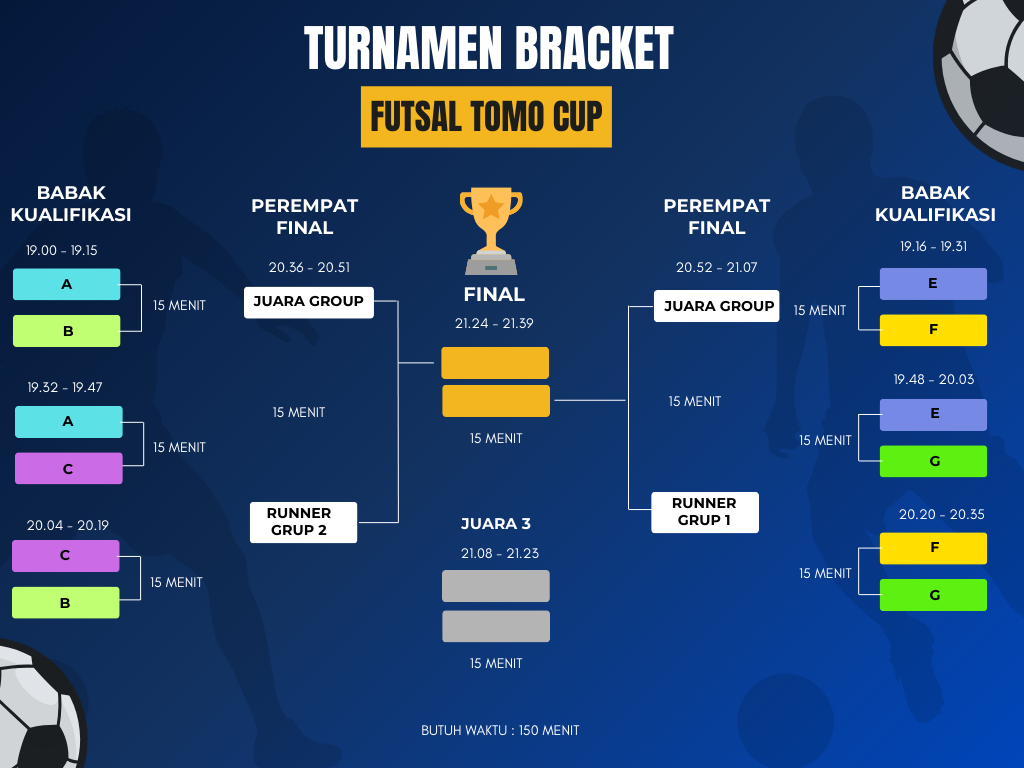 TURNAMEN BRACKET
FUTSAL TOMO CUP
BABAK
KUALIFIKASI
19.00 - 19.15
A
B
15 MENIT
19.32 - 19.47
A
C
15 MENIT
20.04 - 20.19
C
B
15 MENIT
PEREMPAT
FINAL
20.36 - 20.51
JUARA GROUP
15 MENIT
RUNNER
GRUP 2
FINAL
21.24 - 21.39
15 MENIT
JUARA 3
21.08 - 21.23
15 MENIT
PEREMPAT
FINAL
20.52 - 21.07
JUARA GROUP
15 MENIT
RUNNER
GRUP 1
BABAK
KUALIFIKASI
19.16 - 19.31
E
F
15 MENIT
19.48 - 20.03
E
G
15 MENIT
20.20 - 20.35
F
G
15 MENIT
BUTUH WAKTU : 150 MENIT